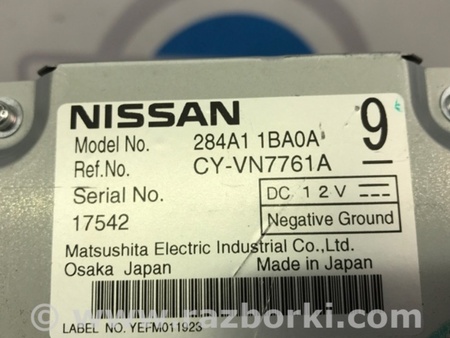 NISSAN
9
Model No. 284A1 1BA0A
Ref.No. CY-VN7761A
Serial No. DC 12V
17542 Negative Ground
Matsushita Electric Industrial Co.,Ltd.
Osaka Japan Made in Japan
LABEL NO. YEFM011923
www.razborki.com